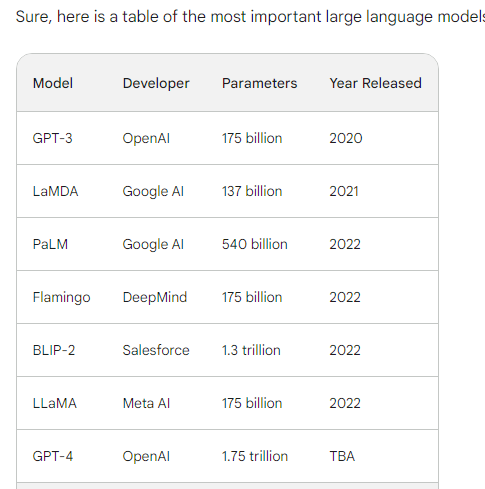 Sure, here is a table of the most important large language models
Model Developer Parameters Year Released
GPT-3 OpenAI 175 billion 2020
LaMDA Google AI 137 billion 2021
PaLM Google AI 540 billion 2022
Flamingo DeepMind 175 billion 2022
BLIP-2 Salesforce 1.3 trillion 2022
LLaMA Meta AI 175 billion 2022
GPT-4 OpenAI 1.75 trillion TBA